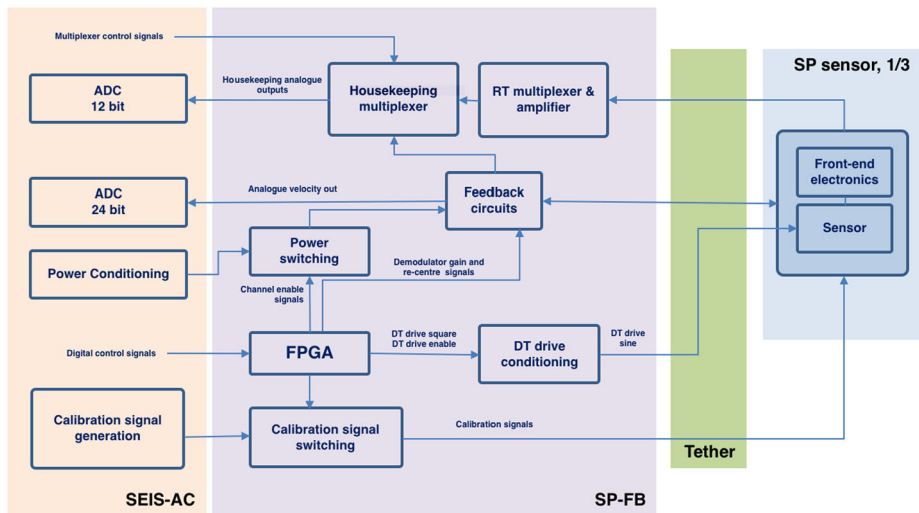 Multiplexer control signals
SP sensor, 1/3
ADC
12 bit
Housekeeping analogue
outputs
Housekeeping
multiplexer
RT multiplexer &
amplifier
Front-end
electronics
ADC
24 bit
Analogue velocity out
Feedback
circuits
Sensor
Power Conditioning
Power
switching
Demodulator gain and
re-centre signals
Channel enable
signals
Digital control signals
FPGA
DT drive square
DT drive enable
DT drive
conditioning
DT drive
sine
Calibration signal
generation
Calibration signal
switching
Calibration signals
Tether
SEIS-AC
SP-FB